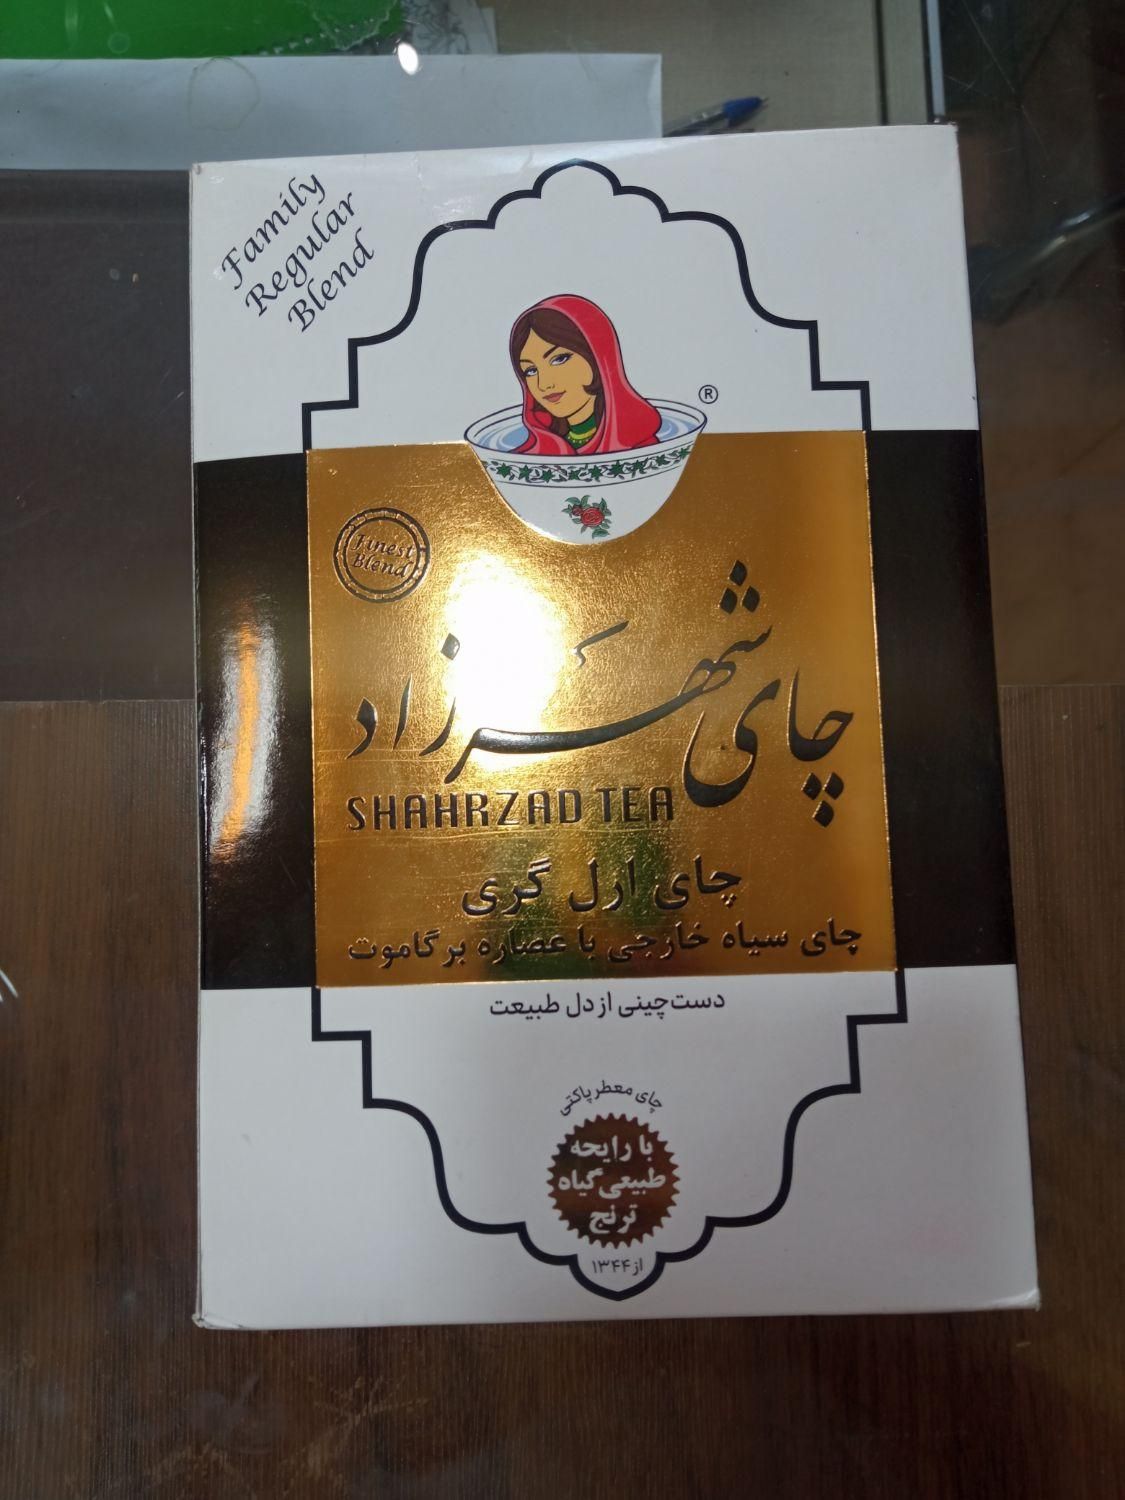 Family
Regular
Blend
®
Finest
Blend
چای شهرزاد
SHAHRZAD TEA
چای ارل گری
چای سیاه خارجی با عصاره برگاموت
دست‌چینی از دل طبیعت
چای معطر پاکتی
با رایحه
طبیعی گیاه
ترنج
از ۱۳۴۴